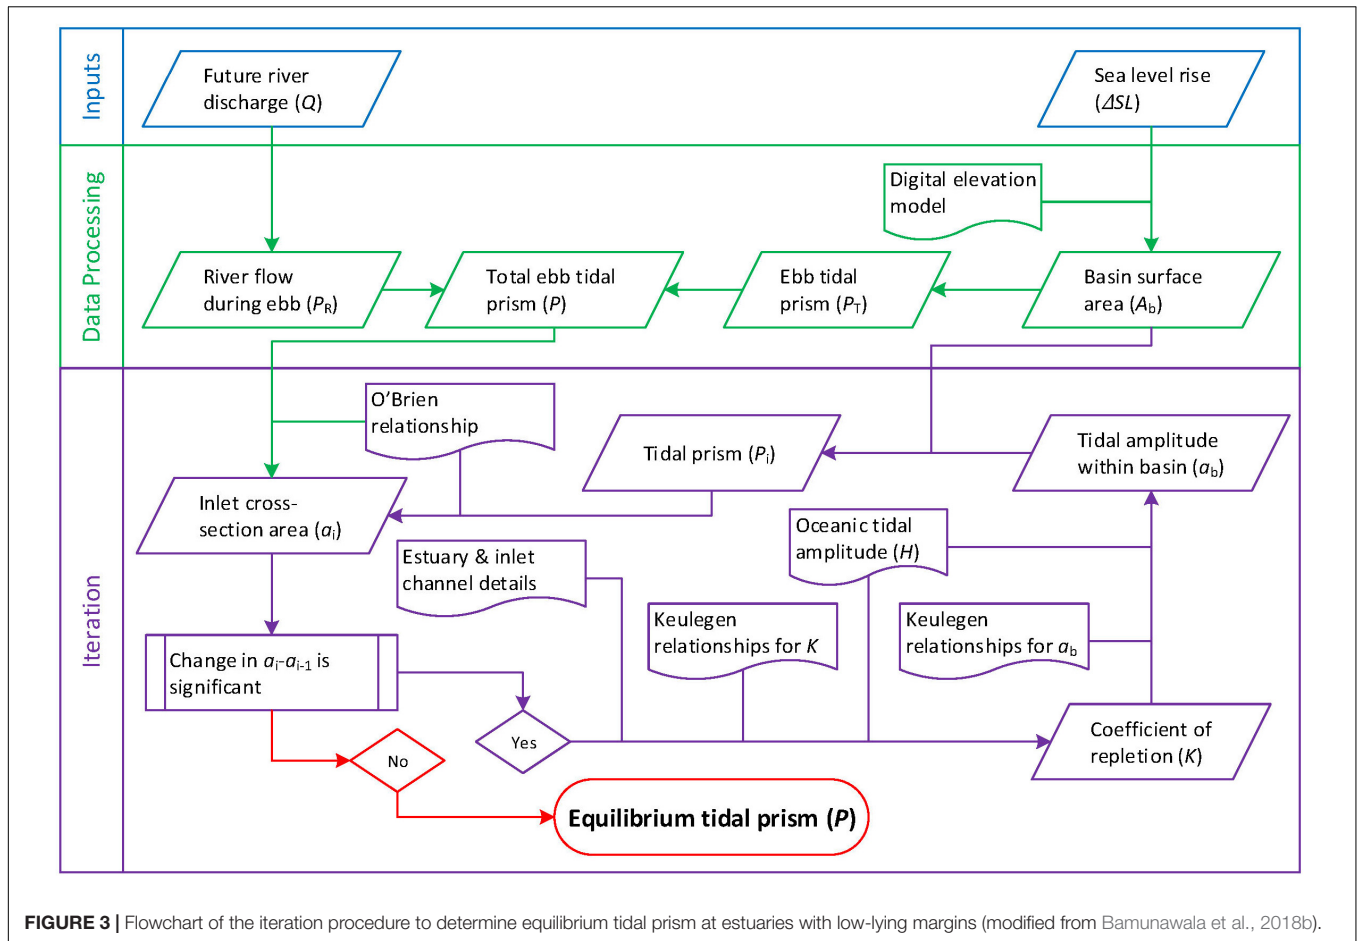 Inputs
Future river
discharge (Q)
Sea level rise
(ΔSL)
Data Processing
Digital elevation
model
River flow
during ebb (PR)
Total ebb tidal
prism (P)
Ebb tidal
prism (PT)
Basin surface
area (Ab)
Iteration
O'Brien
relationship
Tidal prism (Pi)
Tidal amplitude
within basin (ab)
Inlet cross-
section area (ai)
Estuary & inlet
channel details
Oceanic tidal
amplitude (H)
Keulegen
relationships for K
Keulegen
relationships for ab
Change in ai-ai-1 is
significant
Yes
Coefficient of
repletion (K)
No
Equilibrium tidal prism (P)
FIGURE 3 | Flowchart of the iteration procedure to determine equilibrium tidal prism at estuaries with low-lying margins (modified from Bamunawala et al., 2018b).